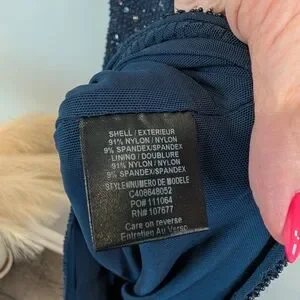 SHELL / EXTERIEUR
91% NYLON / NYLON
9% SPANDEX/SPANDEX
LINING / DOUBLURE
91% NYLON / NYLON
9% SPANDEX/SPANDEX
STYLE#NUMERO DE MODELE
C408648052
PO# 111064
RN# 107677
Care on reverse
Entretien Au Verso